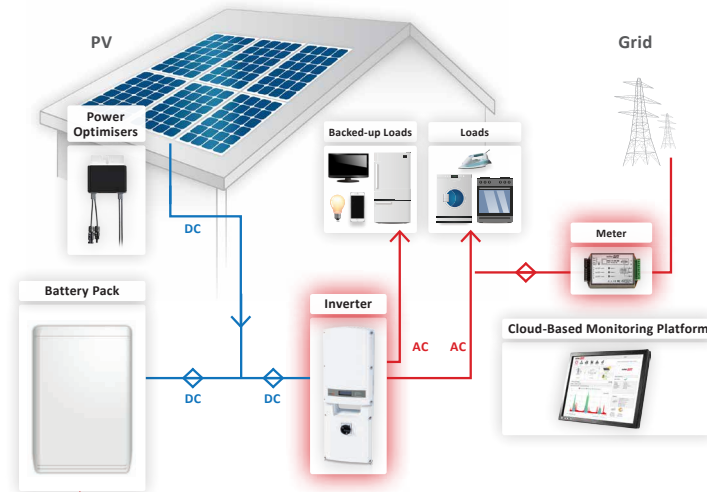 PV
Grid
Power
Optimisers
Backed-up Loads
Loads
DC
Meter
Battery Pack
Inverter
AC
AC
Cloud-Based Monitoring Platform
DC
DC